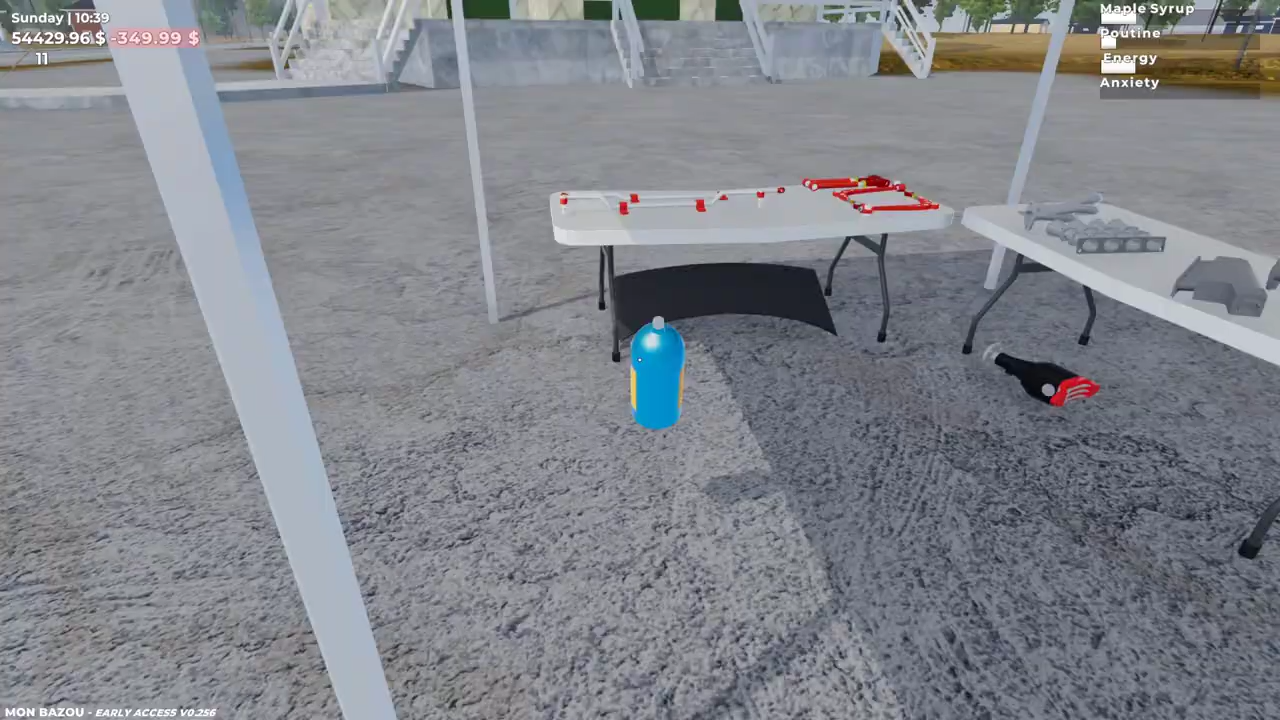 Sunday | 10:39
54429.96 $ -349.99 $
11
Maple Syrup
Poutine
Energy
Anxiety
MON BAZOU - EARLY ACCESS V0.256